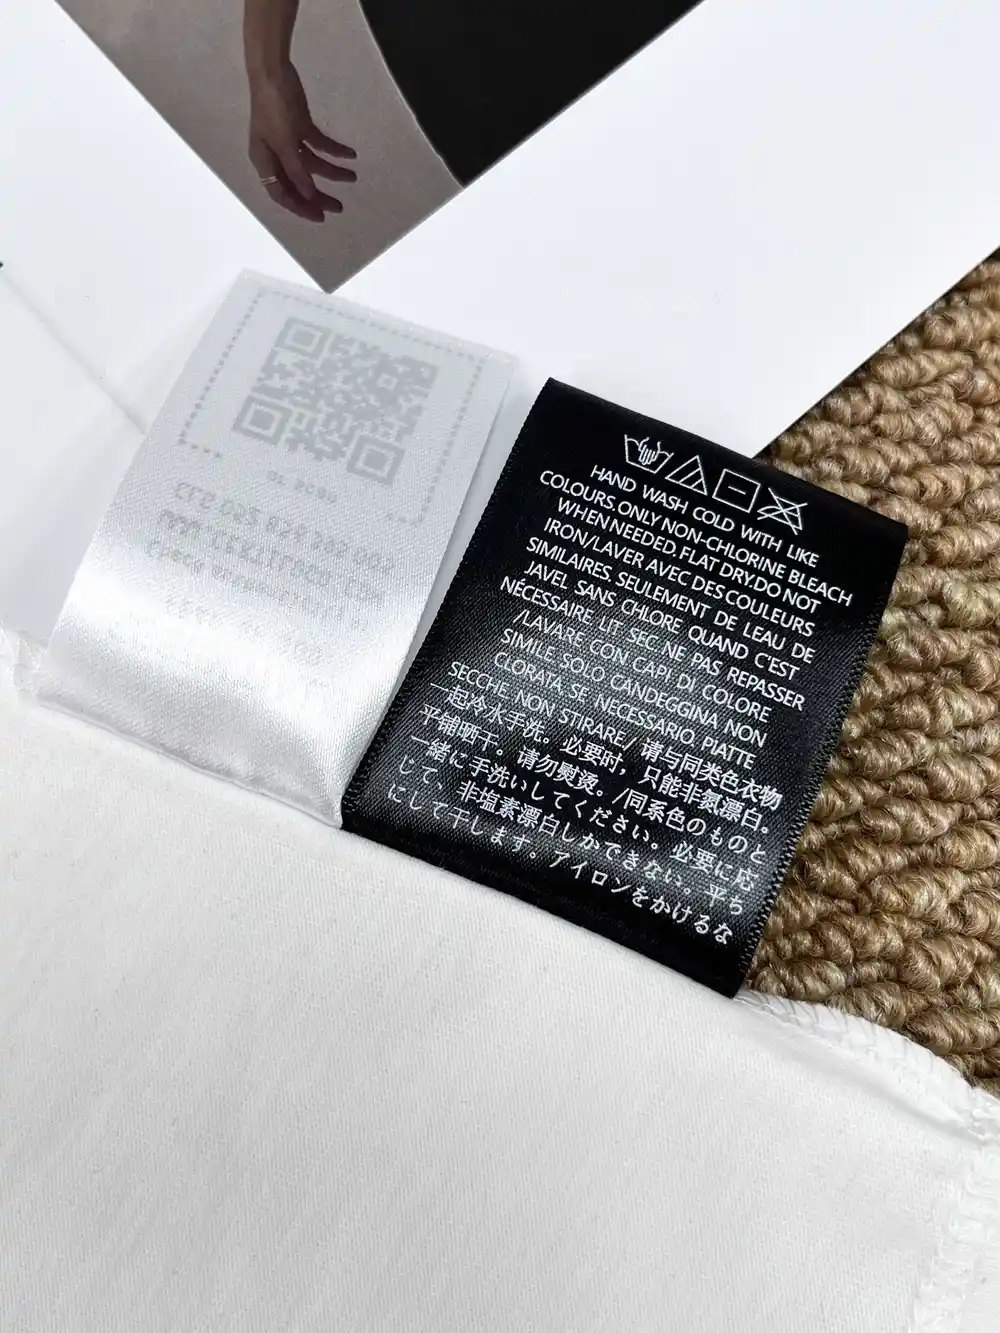 HAND WASH COLD WITH LIKE
COLOURS. ONLY NON-CHLORINE BLEACH
WHEN NEEDED. FLAT DRY.DO NOT
IRON/LAVER AVEC DES COULEURS
SIMILAIRES. SEULEMENT DE LEAU DE
JAVEL SANS CHLORE QUAND C'EST
NÉCESSAIRE. LIT SEC. NE PAS REPASSER
/LAVARE CON CAPI DI COLORE
SIMILE. SOLO CANDEGGINA NON
CLORATA SE NECESSARIO. PIATTE
SECCHE. NON STIRARE/ 请与同类色衣物
一起冷水手洗。必要时，只能非氮漂白。
平铺晒干。请勿熨烫。/同系色のものと
一緒に手洗いしてください。必要に応
じて、非塩素漂白しかできない。平ち
にして干します。アイロンをかけるな